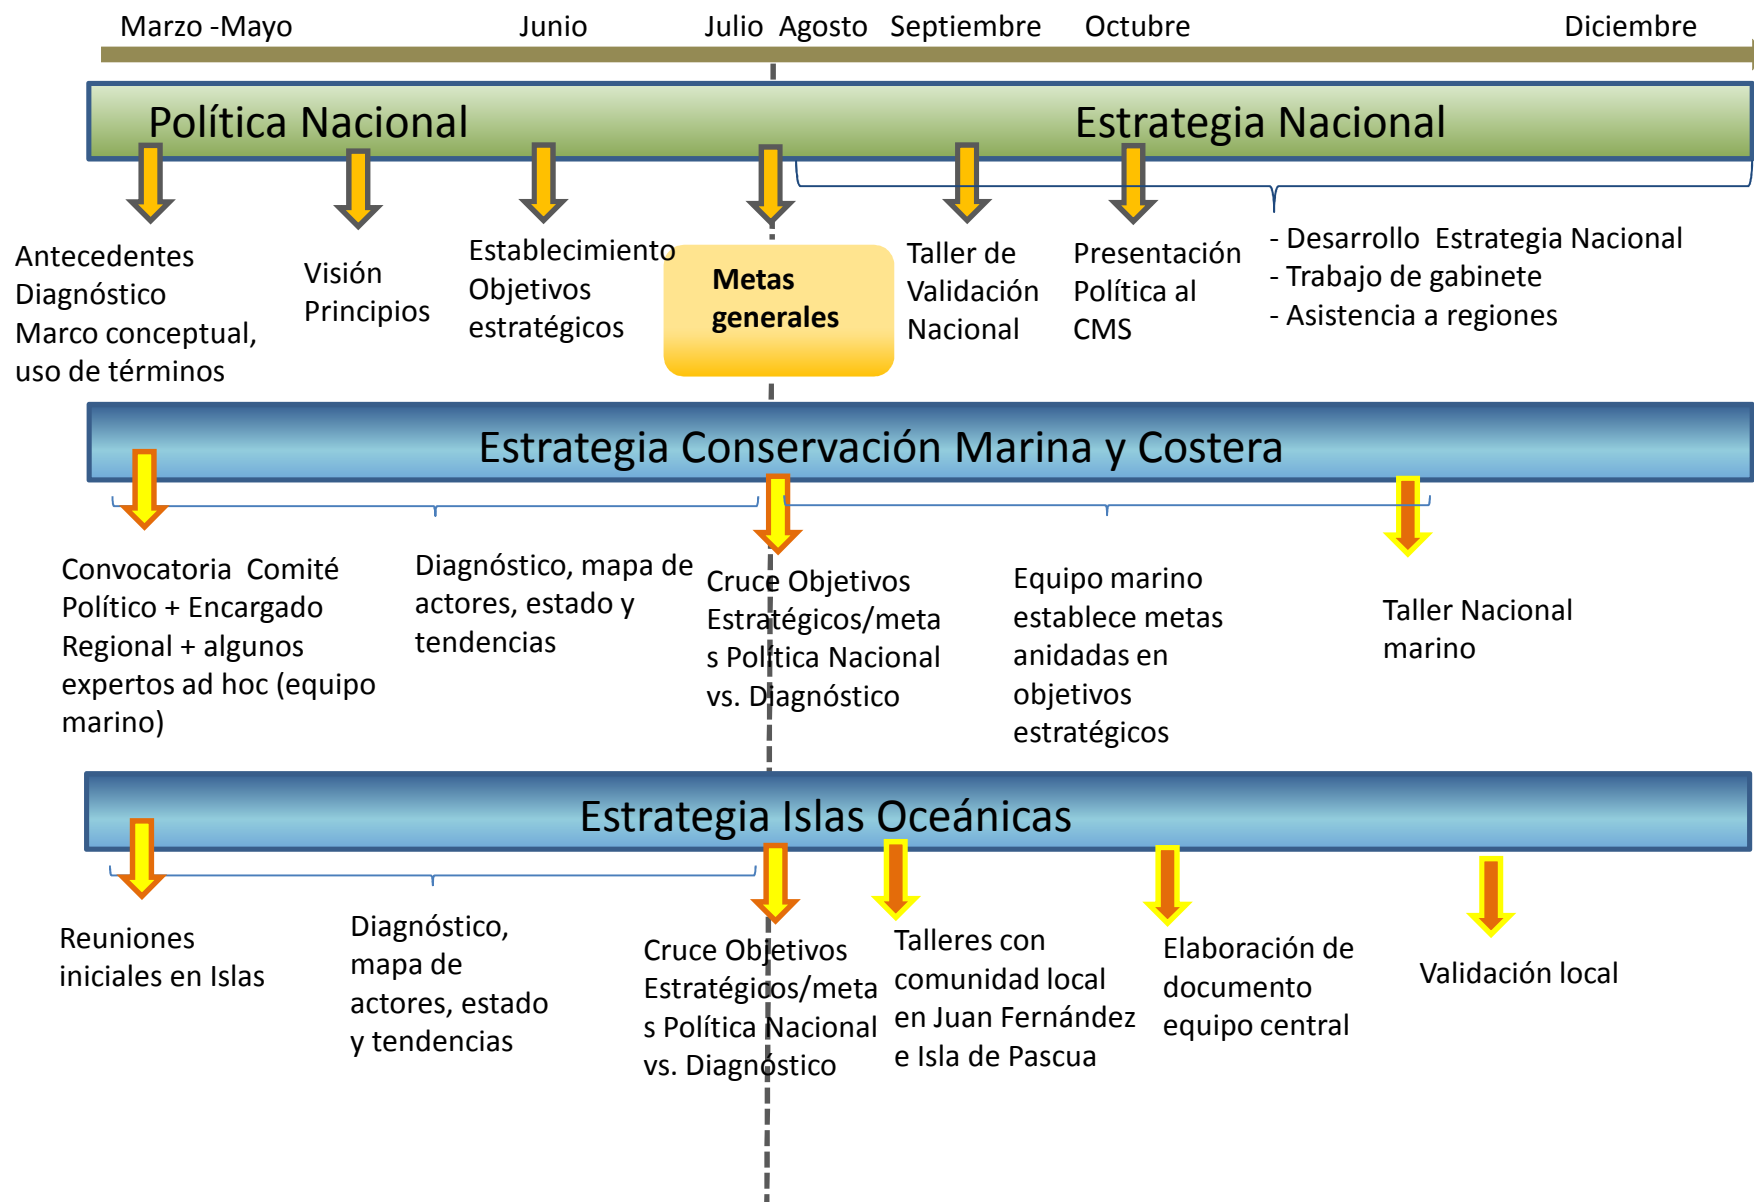 Marzo -Mayo
Junio
Julio
Agosto
Septiembre
Octubre
Diciembre
Política Nacional
Estrategia Nacional
Antecedentes
Diagnóstico
Marco conceptual,
uso de términos
Visión
Principios
Establecimiento
Objetivos
estratégicos
Metas
generales
Taller de
Validación
Nacional
Presentación
Política al
CMS
- Desarrollo Estrategia Nacional
- Trabajo de gabinete
- Asistencia a regiones
Estrategia Conservación Marina y Costera
Convocatoria Comité
Político + Encargado
Regional + algunos
expertos ad hoc (equipo
marino)
Diagnóstico, mapa de
actores, estado y
tendencias
Cruce Objetivos
Estratégicos/meta
s Política Nacional
vs. Diagnóstico
Equipo marino
establece metas
anidadas en
objetivos
estratégicos
Taller Nacional
marino
Estrategia Islas Oceánicas
Reuniones
iniciales en Islas
Diagnóstico,
mapa de
actores, estado
y tendencias
Cruce Objetivos
Estratégicos/meta
s Política Nacional
vs. Diagnóstico
Talleres con
comunidad local
en Juan Fernández
e Isla de Pascua
Elaboración de
documento
equipo central
Validación local